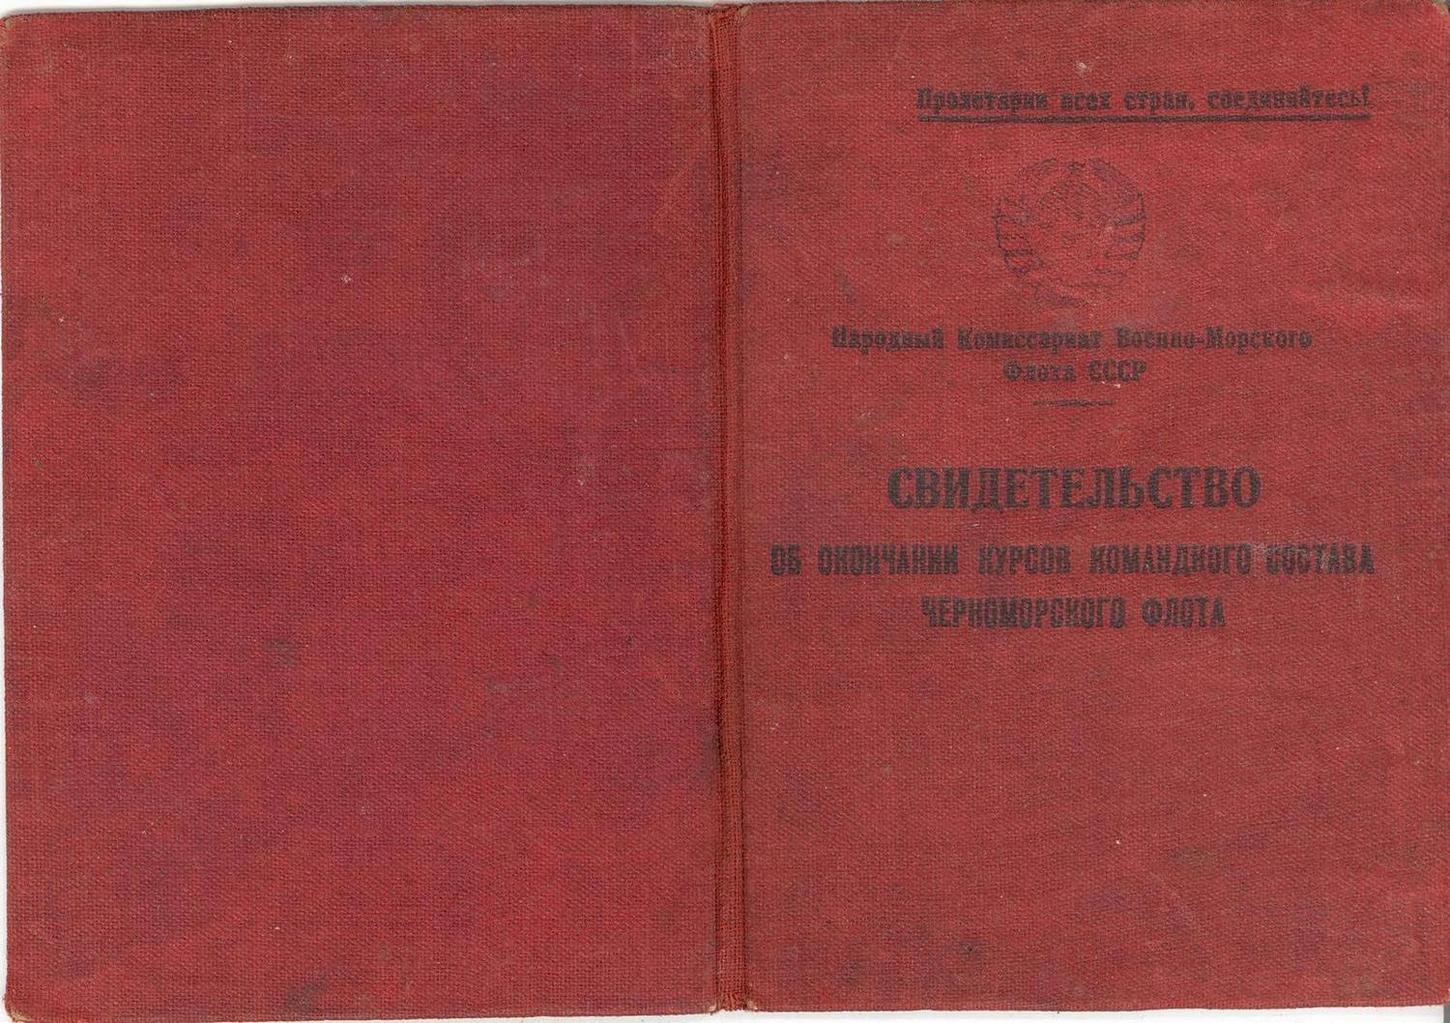 Пролетарии всех стран, соединяйтесь!
Народный Комиссариат Военно-Морского
Флота СССР
СВИДЕТЕЛЬСТВО
ОБ ОКОНЧАНИИ КУРСОВ КОМАНДНОГО СОСТАВА
ЧЕРНОМОРСКОГО ФЛОТА